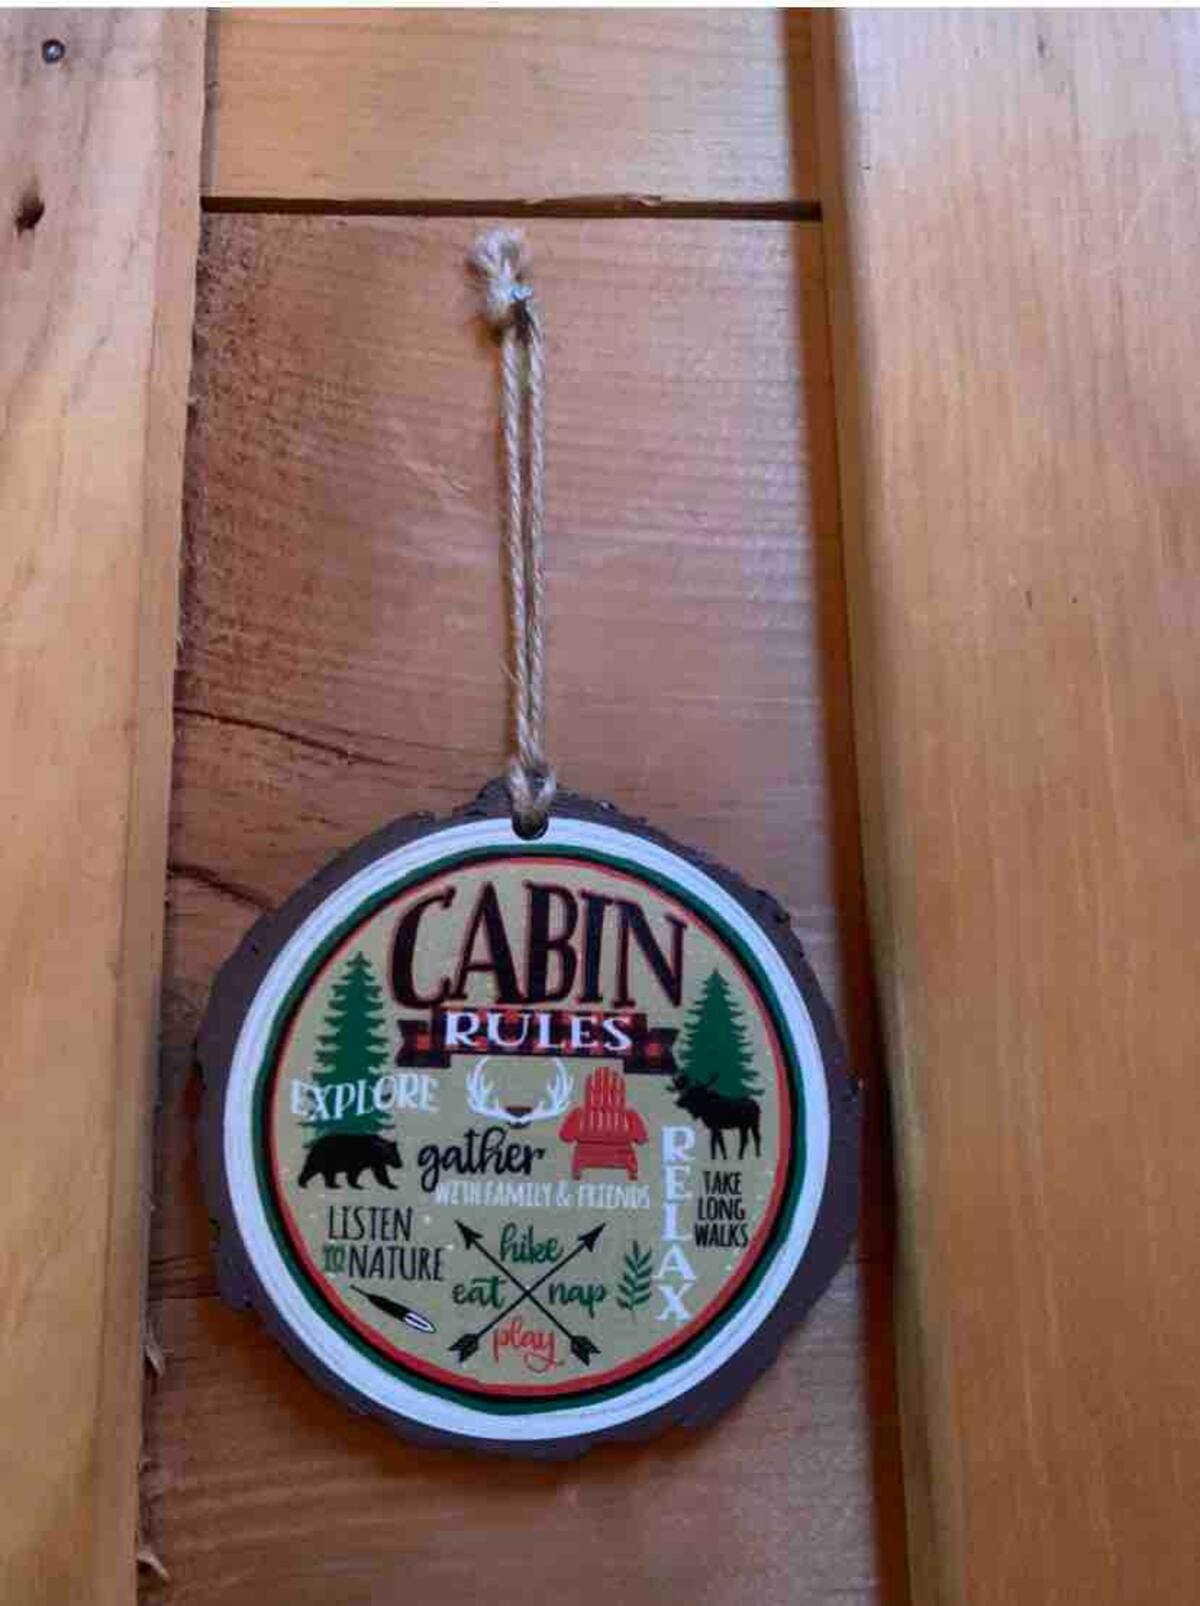 CABIN
RULES
EXPLORE
gather
WITH FAMILY & FRIENDS
RELAX
TAKE
LONG
WALKS
LISTEN
TO NATURE
hike
eat nap
play